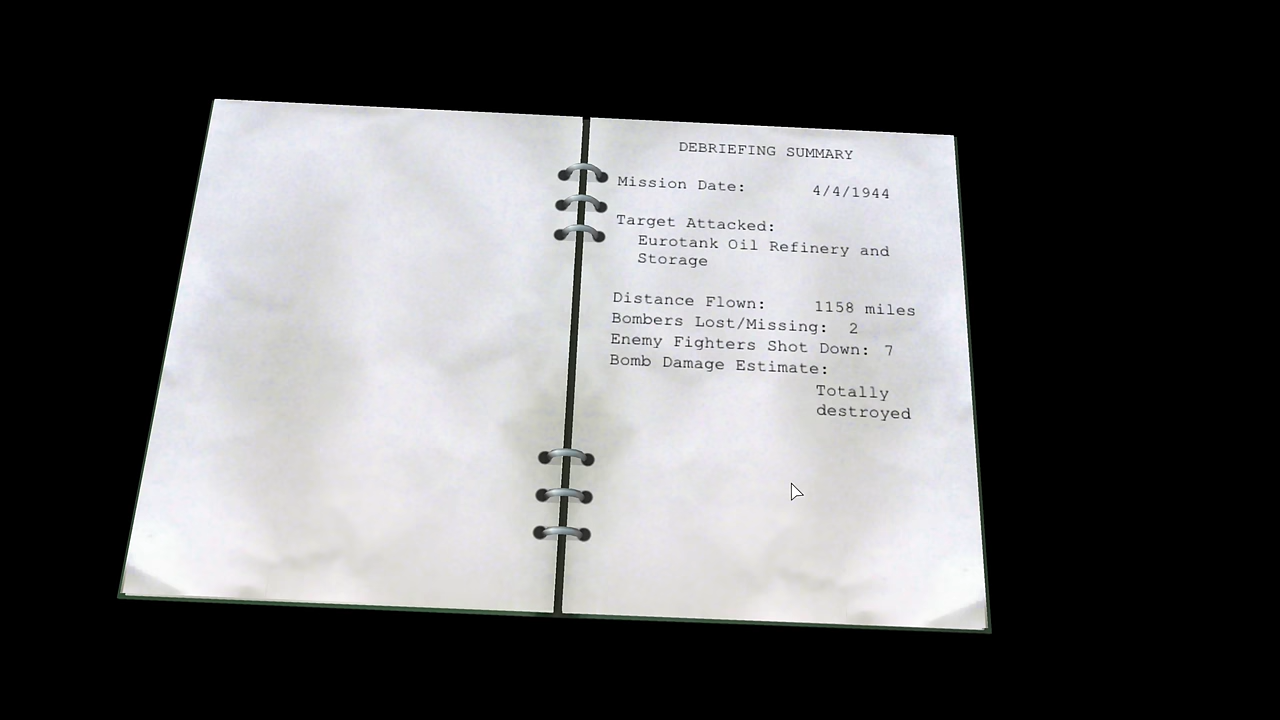 DEBRIEFING SUMMARY
Mission Date: 4/4/1944
Target Attacked:
Eurotank Oil Refinery and
Storage
Distance Flown: 1158 miles
Bombers Lost/Missing: 2
Enemy Fighters Shot Down: 7
Bomb Damage Estimate:
Totally
destroyed